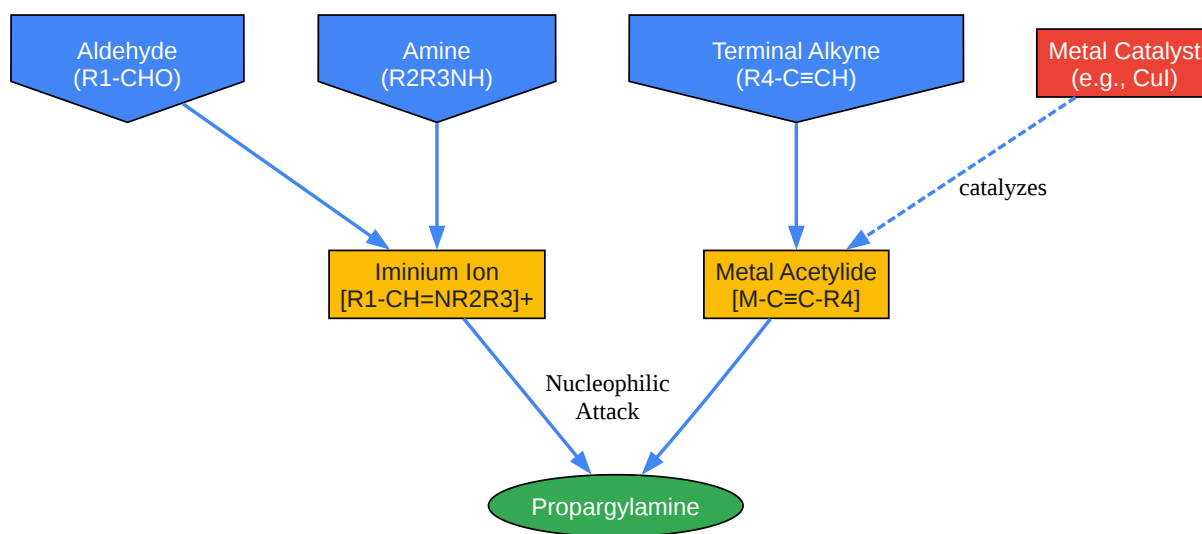 Aldehyde
(R1-CHO)
Amine
(R2R3NH)
Terminal Alkyne
(R4-C≡CH)
Metal Catalyst
(e.g., CuI)
catalyzes
Iminium Ion
[R1-CH=NR2R3]+
Metal Acetylide
[M-C≡C-R4]
Nucleophilic
Attack
Propargylamine